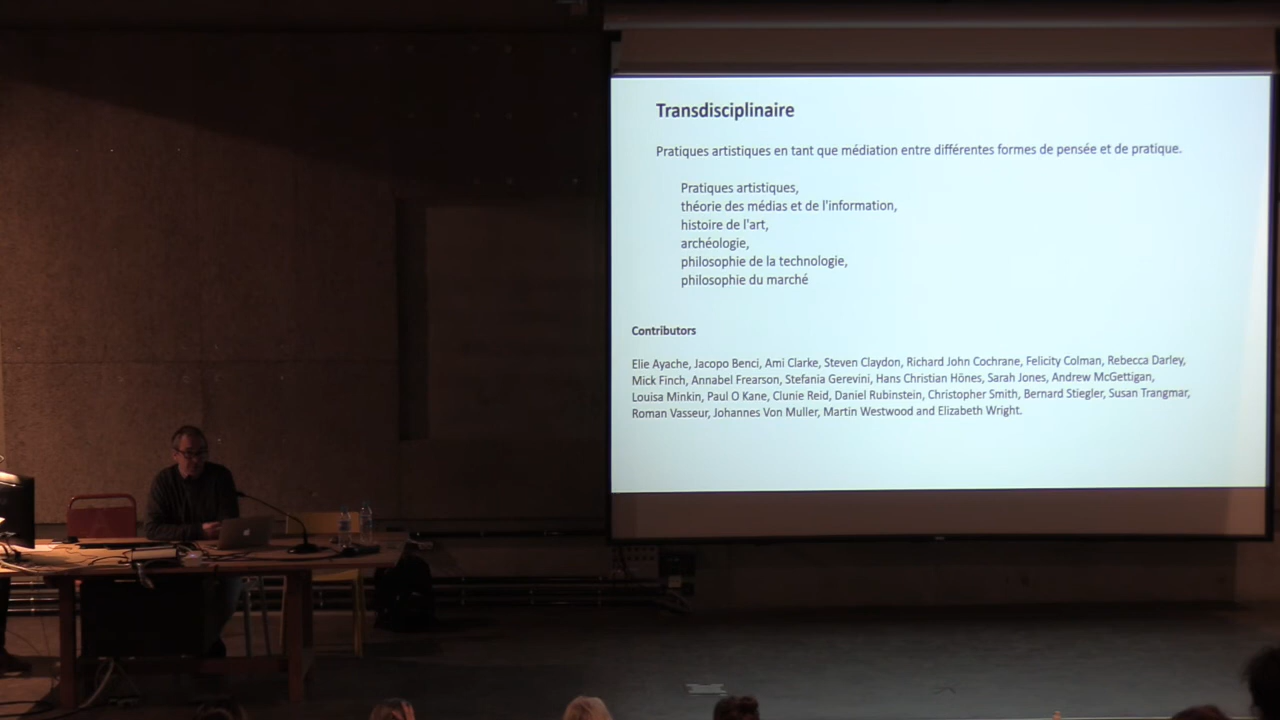 Transdisciplinaire
Pratiques artistiques en tant que médiation entre différentes formes de pensée et de pratique.
Pratiques artistiques,
théorie des médias et de l'information,
histoire de l'art,
archéologie,
philosophie de la technologie,
philosophie du marché
Contributors
Elie Ayache, Jacopo Benci, Ami Clarke, Steven Claydon, Richard John Cochrane, Felicity Colman, Rebecca Darley,
Mick Finch, Annabel Frearson, Stefania Gerevini, Hans Christian Hönes, Sarah Jones, Andrew McGettigan,
Louisa Minkin, Paul O Kane, Clunie Reid, Daniel Rubinstein, Christopher Smith, Bernard Stiegler, Susan Trangmar,
Roman Vasseur, Johannes Von Muller, Martin Westwood and Elizabeth Wright.